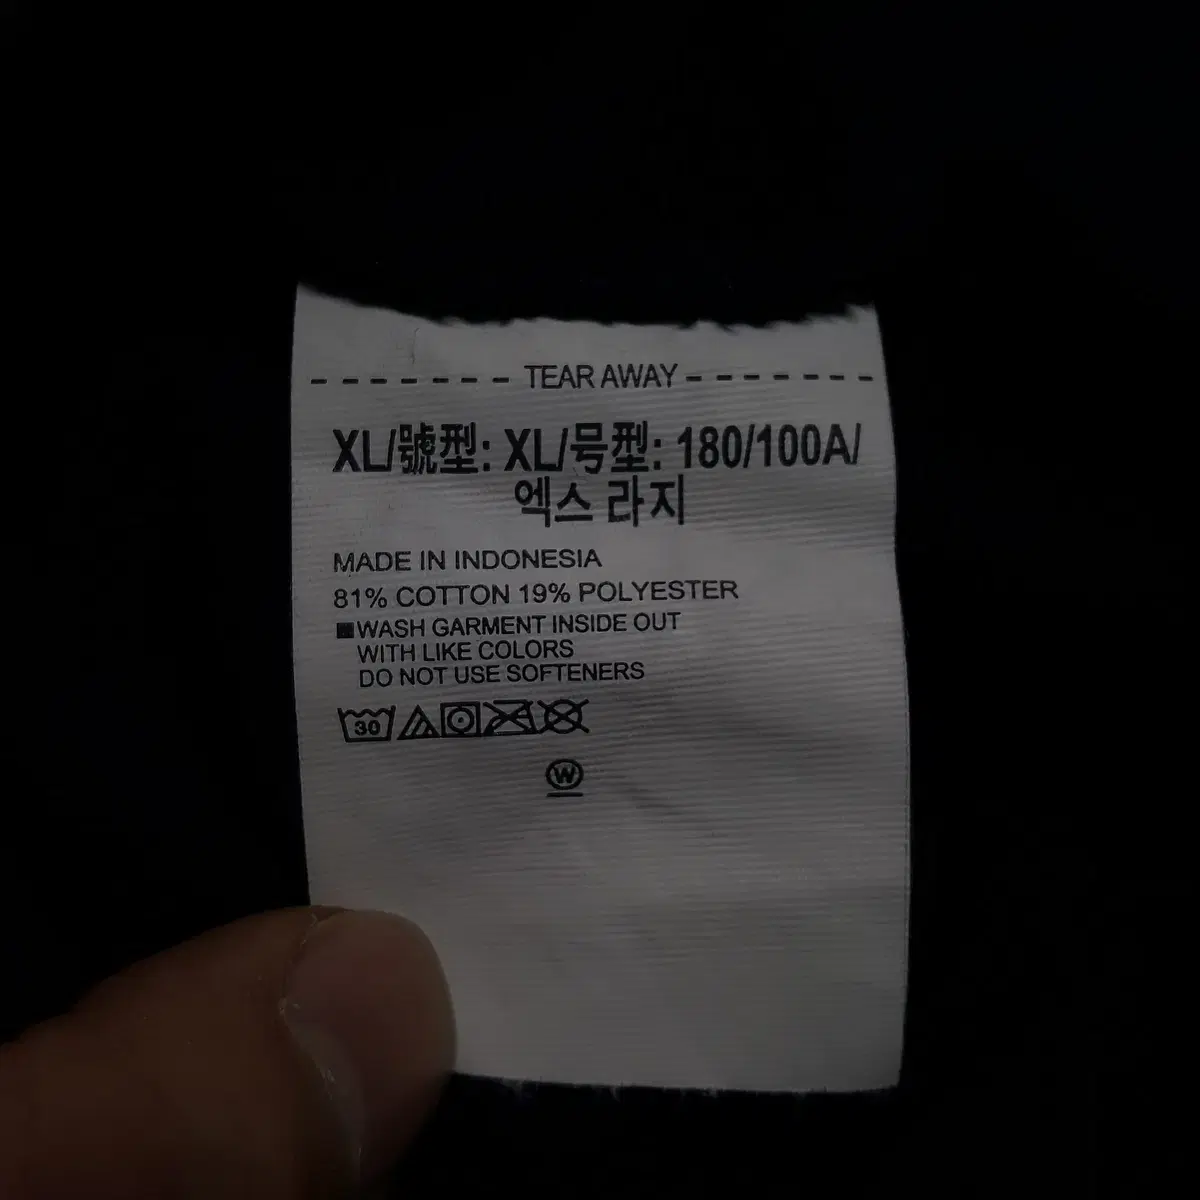 TEAR AWAY
XL/號型: XL/号型: 180/100A/
엑스 라지
MADE IN INDONESIA
81% COTTON 19% POLYESTER
■WASH GARMENT INSIDE OUT
WITH LIKE COLORS
DO NOT USE SOFTENERS
30
W